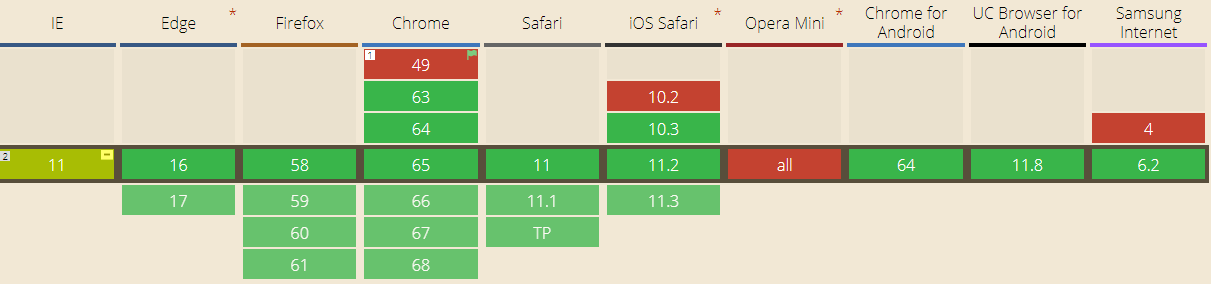 IE Edge * Firefox Chrome Safari iOS Safari * Opera Mini * Chrome for Android UC Browser for Android Samsung Internet
1 49
63 10.2
64 10.3 4
2 11 - 16 58 65 11 11.2 all 64 11.8 6.2
17 59 66 11.1 11.3
60 67 TP
61 68